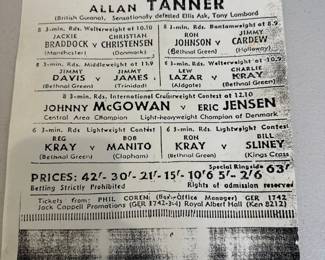 ALLAN TANNER
(British Guiana), Sensationally defeated Ellis Ask, Tony Lombard
8 3-min. Rds. Welterweight at 10.10
JACKIE BRADDOCK v CHRISTIAN CHRISTENSEN
(Manchester) (Denmark)
8 3-min. Rds. Bantamweight at 8.9
RON JOHNSON v JIMMY CARDEW
(Bethnal Green) (Holloway)
8 3-min. Rds. Middleweight at 11.9
JIMMY DAVIS v JIMMY JAMES
(Bethnal Green) (Trinidad)
6 3-min. Rds. Welterweight at 10.9
LEW LAZAR v CHARLIE KRAY
(Aldgate) (Bethnal Green)
8 3-min. Rds. International Cruiserweight Contest at 12.10
JOHNNY McGOWAN v ERIC JENSEN
Central Area Champion Light-heavyweight Champion of Denmark
6 3-min. Rds. Lightweight Contest
REG KRAY v BOB MANITO
(Bethnal Green) (Clapham)
6 3-min. Rds. Lightweight Contest
RON KRAY v BILL SLINEY
(Bethnal Green) (Kings Cross)
PRICES: 42/- 30/- 21/- 15/- 10/6 5/- 2/6 Special Ringside 63/-
Betting Strictly Prohibited Rights of admission reserved
Tickets from: PHIL COREN: (Box-Office Manager) GER 1742
Jack Cappell Promotions (GER 1742-3-4) Royal Albert Hall (Ken 8212)